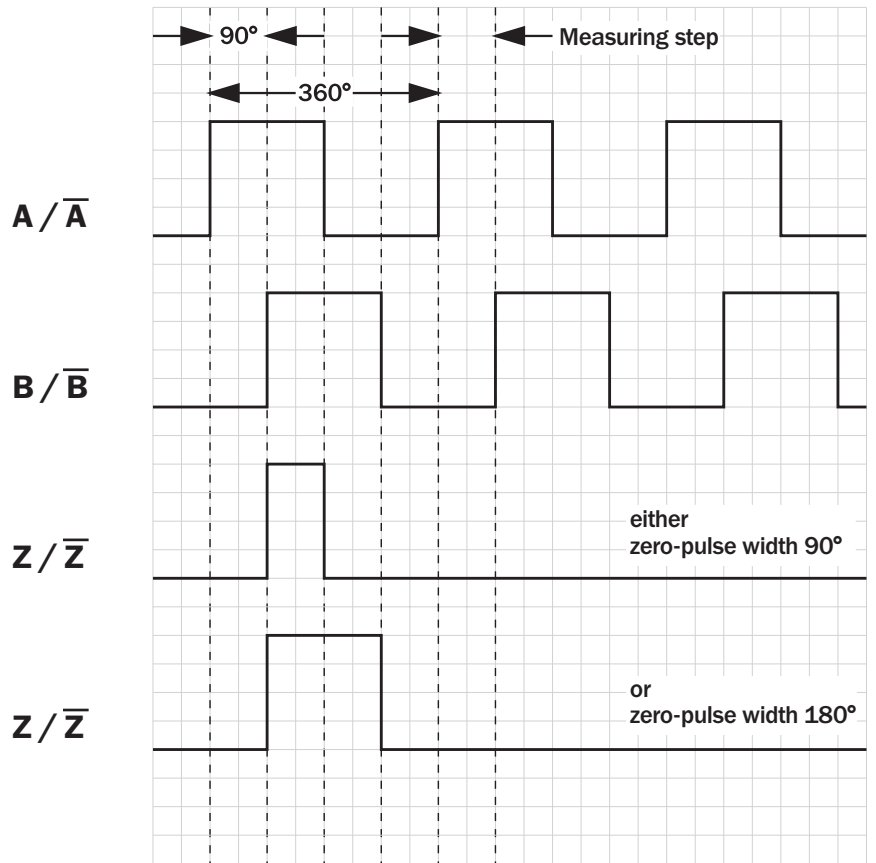 90° Measuring step
360°
A / A̅
B / B̅
Z / Z̅
either
zero-pulse width 90°
Z / Z̅
or
zero-pulse width 180°